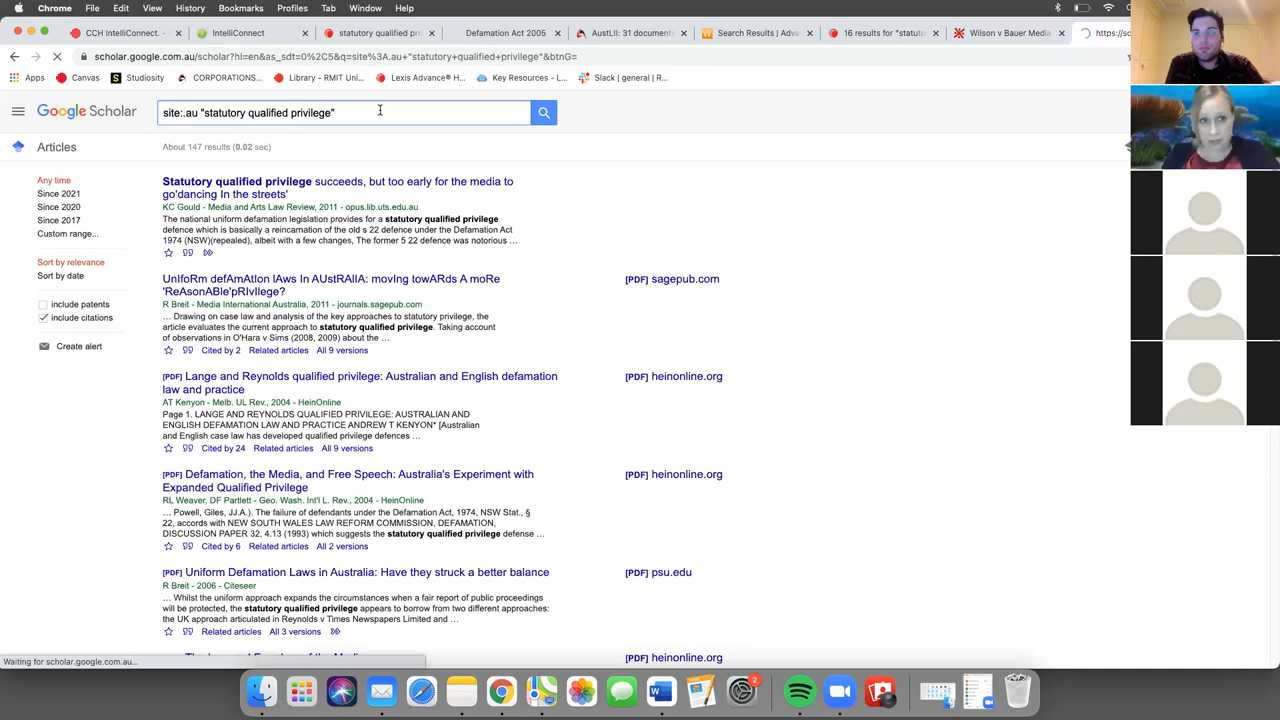 Chrome File Edit View History Bookmarks Profiles Tab Window Help
CCH IntelliConnect. -
IntelliConnect
statutory qualified pri
Defamation Act 2005
AustLII: 31 documents
Search Results | Adva
16 results for "statuto
Wilson v Bauer Media
https://sc
scholar.google.com.au/scholar?hl=en&as_sdt=0%2C5&q=site%3A.au+"statutory+qualified+privilege"&btnG=
Apps Canvas Studiosity CORPORATIONS... Library - RMIT Uni... Lexis Advance® H... Key Resources - L... Slack | general | R...
Google Scholar
site:.au "statutory qualified privilege"
Articles
About 147 results (0.02 sec)
Any time
Since 2021
Since 2020
Since 2017
Custom range...
Sort by relevance
Sort by date
include patents
include citations
Create alert
Statutory qualified privilege succeeds, but too early for the media to
go'dancing In the streets'
KC Gould - Media and Arts Law Review, 2011 - opus.lib.uts.edu.au
The national uniform defamation legislation provides for a statutory qualified privilege
defence which is basically a reincarnation of the old s 22 defence under the Defamation Act
1974 (NSW)(repealed), albeit with a few changes, The former 5 22 defence was notorious ...
UnIfoRm defAmAtIon lAws In AUstRAlIA: movIng towARds A moRe
'ReAsonABle'pRIvIlege?
R Breit - Media International Australia, 2011 - journals.sagepub.com
... Drawing on case law and analysis of the key approaches to statutory privilege, the
article evaluates the current approach to statutory qualified privilege. Taking account
of observations in O'Hara v Sims (2008, 2009) about the ...
Cited by 2 Related articles All 9 versions
[PDF] sagepub.com
[PDF] Lange and Reynolds qualified privilege: Australian and English defamation
law and practice
AT Kenyon - Melb. UL Rev., 2004 - HeinOnline
Page 1. LANGE AND REYNOLDS QUALIFIED PRIVILEGE: AUSTRALIAN AND
ENGLISH DEFAMATION LAW AND PRACTICE ANDREW T KENYON* [Australian
and English case law has developed qualified privilege defences ...
Cited by 24 Related articles All 9 versions
[PDF] heinonline.org
[PDF] Defamation, the Media, and Free Speech: Australia's Experiment with
Expanded Qualified Privilege
RL Weaver, DF Partlett - Geo. Wash. Int'l L. Rev., 2004 - HeinOnline
... Powell, Giles, JJ.A.). The failure of defendants under the Defamation Act, 1974, NSW Stat., §
22, accords with NEW SOUTH WALES LAW REFORM COMMISSION, DEFAMATION,
DISCUSSION PAPER 32, 4.13 (1993) which suggests the statutory qualified privilege defense ...
Cited by 6 Related articles All 2 versions
[PDF] heinonline.org
[PDF] Uniform Defamation Laws in Australia: Have they struck a better balance
R Breit - 2006 - Citeseer
... Whilst the uniform approach expands the circumstances when a fair report of public proceedings
will be protected, the statutory qualified privilege appears to borrow from two different approaches:
the UK approach articulated in Reynolds v Times Newspapers Limited and ...
Related articles All 3 versions
[PDF] psu.edu
[PDF] heinonline.org
Waiting for scholar.google.com.au...
2